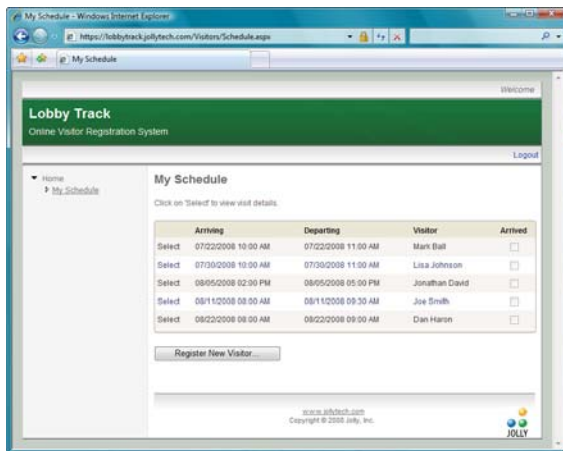 My Schedule - Windows Internet Explorer
https://lobbytrack.jollytech.com/Visitors/Schedule.aspx
My Schedule
Welcome
Lobby Track
Online Visitor Registration System
Logout
Home
My Schedule
My Schedule
Click on 'Select' to view visit details.
Arriving Departing Visitor Arrived
Select 07/22/2008 10:00 AM 07/22/2008 11:00 AM Mark Ball
Select 07/30/2008 10:00 AM 07/30/2008 11:00 AM Lisa Johnson
Select 08/05/2008 02:00 PM 08/05/2008 05:00 PM Jonathan David
Select 08/11/2008 08:00 AM 08/11/2008 09:30 AM Joe Smith
Select 08/22/2008 08:00 AM 08/22/2008 09:00 AM Dan Haron
Register New Visitor...
www.jollytech.com
Copyright © 2008 Jolly, Inc.
JOLLY